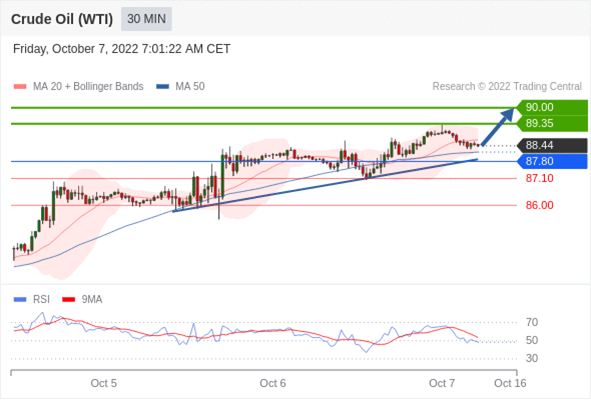 Crude Oil (WTI) 30 MIN
Friday, October 7, 2022 7:01:22 AM CET
MA 20 + Bollinger Bands MA 50 Research © 2022 Trading Central
90.00
89.35
88.44
87.80
87.10
86.00
RSI 9MA
70
50
30
Oct 5 Oct 6 Oct 7 Oct 16